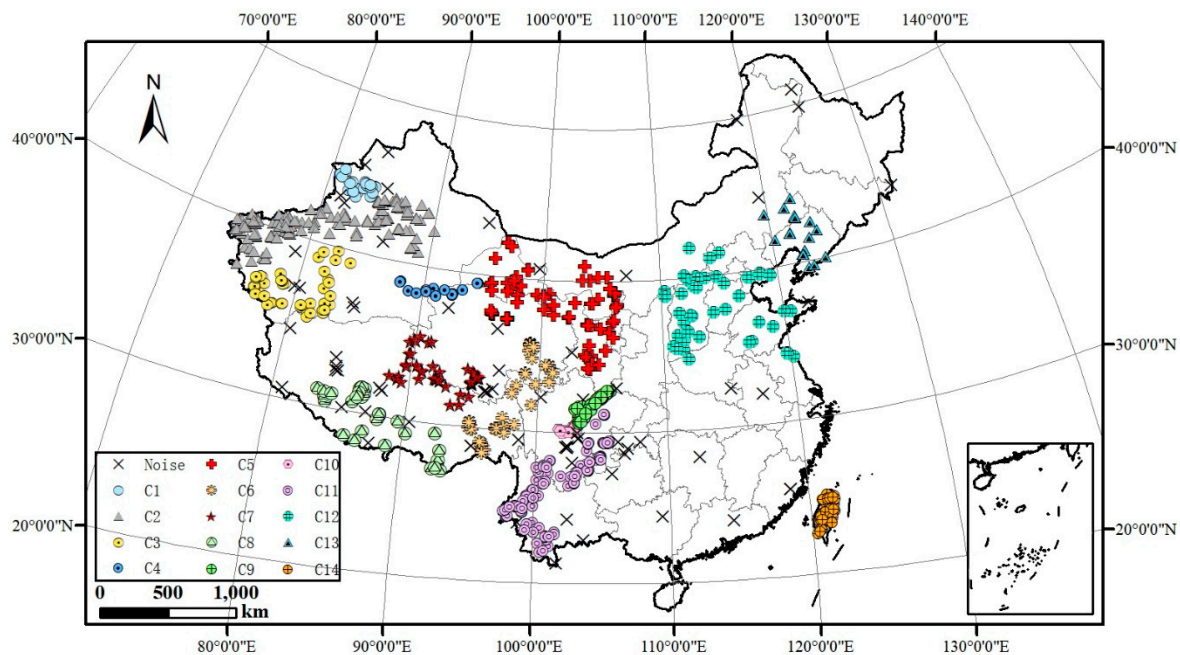 70°0'0"E 80°0'0"E 90°0'0"E 100°0'0"E 110°0'0"E 120°0'0"E 130°0'0"E 140°0'0"E
N
40°0'0"N 40°0'0"N
30°0'0"N 30°0'0"N
20°0'0"N 20°0'0"N
Noise C5 C10
C1 C6 C11
C2 C7 C12
C3 C8 C13
C4 C9 C14
0 500 1,000
km
80°0'0"E 90°0'0"E 100°0'0"E 110°0'0"E 120°0'0"E 130°0'0"E